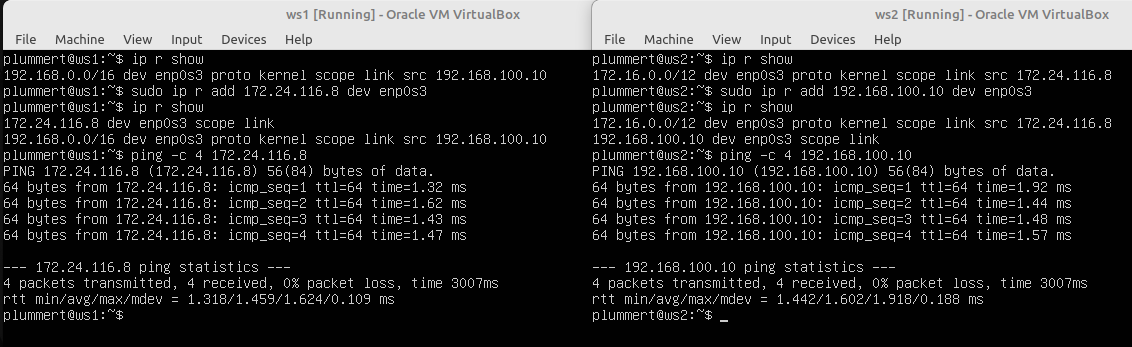 ws1 [Running] - Oracle VM VirtualBox
File Machine View Input Devices Help
plummert@ws1:~$ ip r show
192.168.0.0/16 dev enp0s3 proto kernel scope link src 192.168.100.10
plummert@ws1:~$ sudo ip r add 172.24.116.8 dev enp0s3
plummert@ws1:~$ ip r show
172.24.116.8 dev enp0s3 scope link
192.168.0.0/16 dev enp0s3 proto kernel scope link src 192.168.100.10
plummert@ws1:~$ ping -c 4 172.24.116.8
PING 172.24.116.8 (172.24.116.8) 56(84) bytes of data.
64 bytes from 172.24.116.8: icmp_seq=1 ttl=64 time=1.32 ms
64 bytes from 172.24.116.8: icmp_seq=2 ttl=64 time=1.62 ms
64 bytes from 172.24.116.8: icmp_seq=3 ttl=64 time=1.43 ms
64 bytes from 172.24.116.8: icmp_seq=4 ttl=64 time=1.47 ms
--- 172.24.116.8 ping statistics ---
4 packets transmitted, 4 received, 0% packet loss, time 3007ms
rtt min/avg/max/mdev = 1.318/1.459/1.624/0.109 ms
plummert@ws1:~$
ws2 [Running] - Oracle VM VirtualBox
File Machine View Input Devices Help
plummert@ws2:~$ ip r show
172.16.0.0/12 dev enp0s3 proto kernel scope link src 172.24.116.8
plummert@ws2:~$ sudo ip r add 192.168.100.10 dev enp0s3
plummert@ws2:~$ ip r show
172.16.0.0/12 dev enp0s3 proto kernel scope link src 172.24.116.8
192.168.100.10 dev enp0s3 scope link
plummert@ws2:~$ ping -c 4 192.168.100.10
PING 192.168.100.10 (192.168.100.10) 56(84) bytes of data.
64 bytes from 192.168.100.10: icmp_seq=1 ttl=64 time=1.92 ms
64 bytes from 192.168.100.10: icmp_seq=2 ttl=64 time=1.44 ms
64 bytes from 192.168.100.10: icmp_seq=3 ttl=64 time=1.48 ms
64 bytes from 192.168.100.10: icmp_seq=4 ttl=64 time=1.57 ms
--- 192.168.100.10 ping statistics ---
4 packets transmitted, 4 received, 0% packet loss, time 3007ms
rtt min/avg/max/mdev = 1.442/1.602/1.918/0.188 ms
plummert@ws2:~$ _